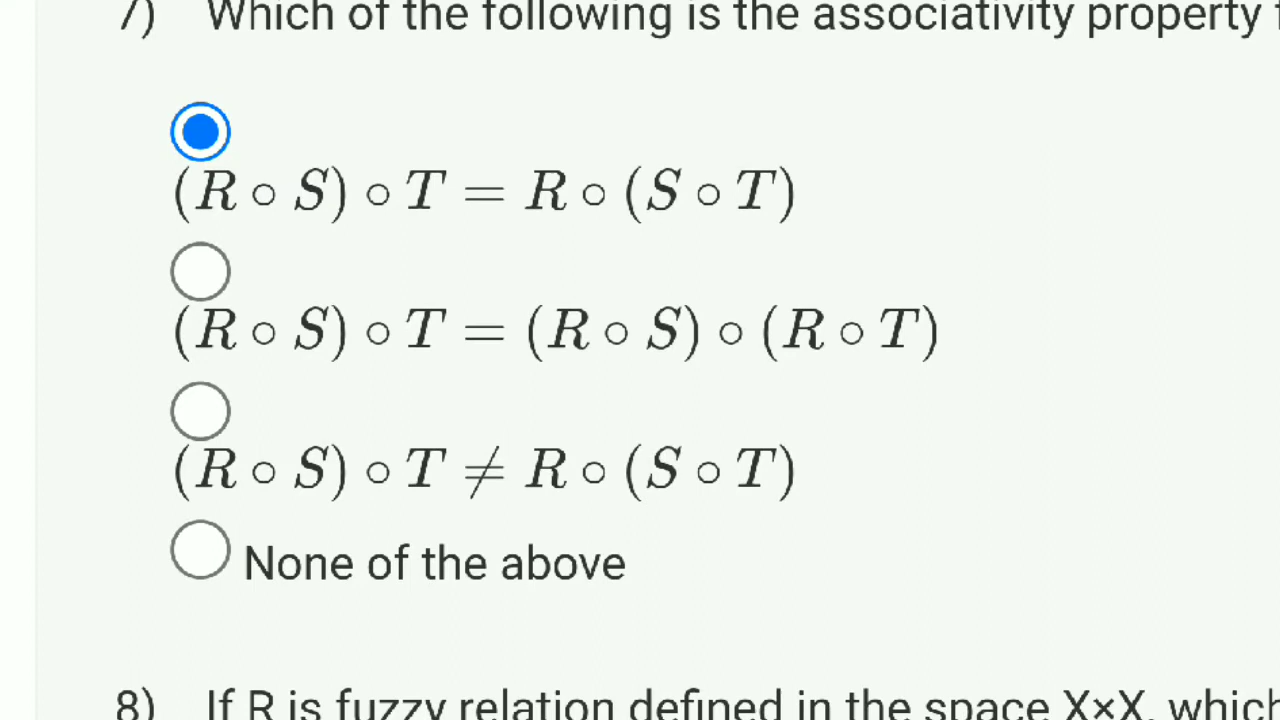 7) Which of the following is the associativity property
(R ∘ S) ∘ T = R ∘ (S ∘ T)
(R ∘ S) ∘ T = (R ∘ S) ∘ (R ∘ T)
(R ∘ S) ∘ T ≠ R ∘ (S ∘ T)
None of the above
8) If R is fuzzy relation defined in the space X×X, which